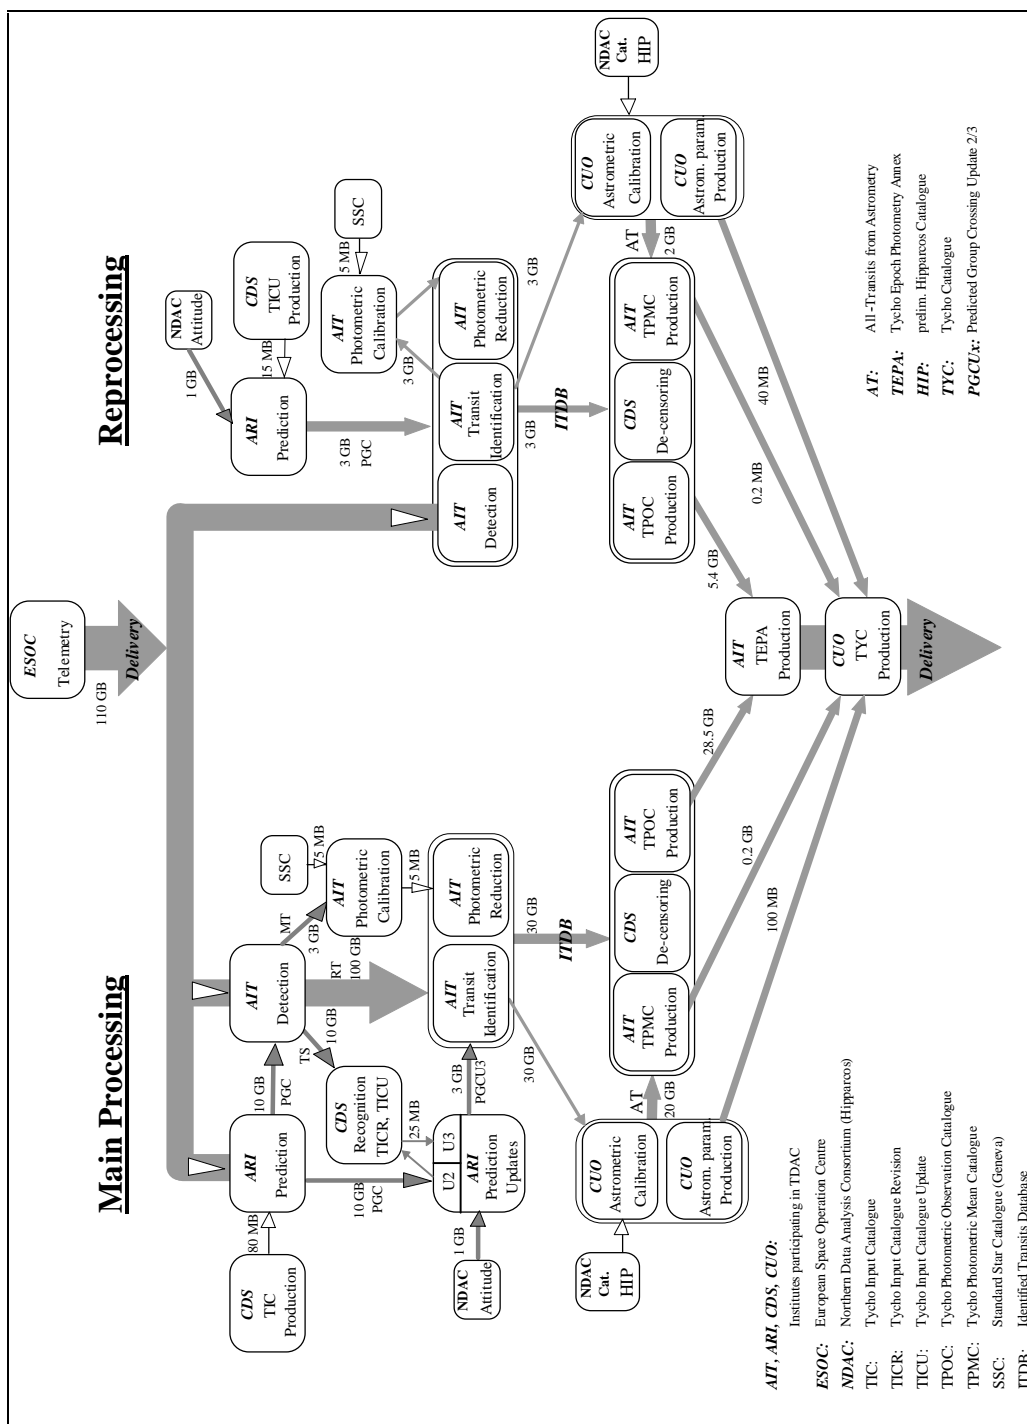 ESOC
Telemetry
110 GB
Delivery
Main Processing
CDS
TIC
Production
80 MB
ARI
Prediction
10 GB
PGC
AIT
Detection
MT
3 GB
SSC
5 MB
AIT
Photometric
Calibration
5 MB
RT
100 GB
TS
10 GB
CDS
Recognition
TICR, TICU
25 MB
10 GB
PGC
U2
U3
ARI
Prediction
Updates
NDAC
Attitude
1 GB
3 GB
PGCU3
AIT
Transit
Identification
AIT
Photometric
Reduction
30 GB
ITDB
30 GB
NDAC
Cat.
HIP
CUO
Astrometric
Calibration
CUO
Astrom. param.
Production
AT
20 GB
AIT
TPMC
Production
CDS
De-censoring
AIT
TPOC
Production
28.5 GB
0.2 GB
100 MB
Reprocessing
NDAC
Attitude
1 GB
CDS
TICU
Production
15 MB
ARI
Prediction
3 GB
PGC
SSC
5 MB
AIT
Photometric
Calibration
3 GB
AIT
Detection
AIT
Transit
Identification
AIT
Photometric
Reduction
3 GB
ITDB
3 GB
NDAC
Cat.
HIP
CUO
Astrometric
Calibration
CUO
Astrom. param.
Production
AT
2 GB
AIT
TPOC
Production
CDS
De-censoring
AIT
TPMC
Production
5.4 GB
0.2 MB
40 MB
AIT
TEPA
Production
CUO
TYC
Production
Delivery
AIT, ARI, CDS, CUO:
Institutes participating in TDAC
ESOC: European Space Operation Centre
NDAC: Northern Data Analysis Consortium (Hipparcos)
TIC: Tycho Input Catalogue
TICR: Tycho Input Catalogue Revision
TICU: Tycho Input Catalogue Update
TPOC: Tycho Photometric Observation Catalogue
TPMC: Tycho Photometric Mean Catalogue
SSC: Standard Star Catalogue (Geneva)
ITDB: Identified Transits Database
AT: All-Transits from Astrometry
TEPA: Tycho Epoch Photometry Annex
HIP: prelim. Hipparcos Catalogue
TYC: Tycho Catalogue
PGCUx: Predicted Group Crossing Update 2/3